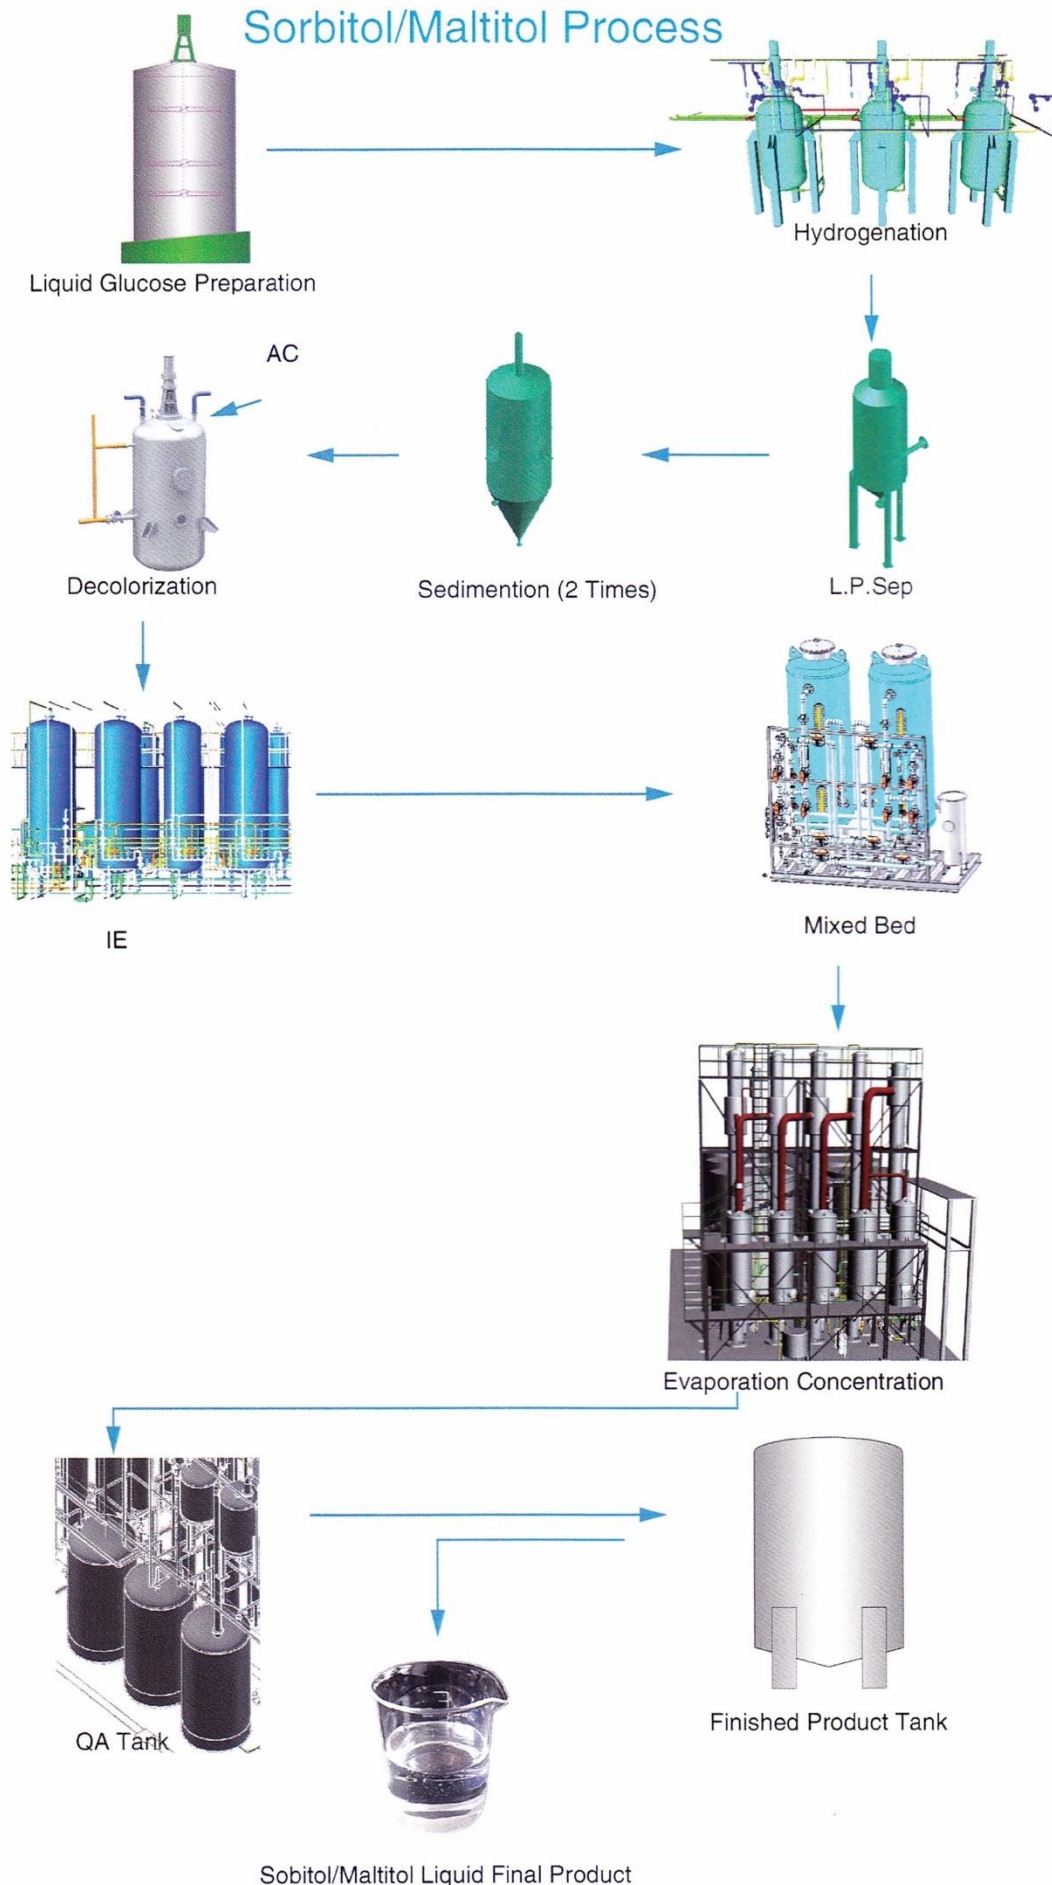 Sorbitol/Maltitol Process
Hydrogenation
Liquid Glucose Preparation
AC
Decolorization
Sedimention (2 Times)
L.P.Sep
IE
Mixed Bed
Evaporation Concentration
QA Tank
Finished Product Tank
Sobitol/Maltitol Liquid Final Product